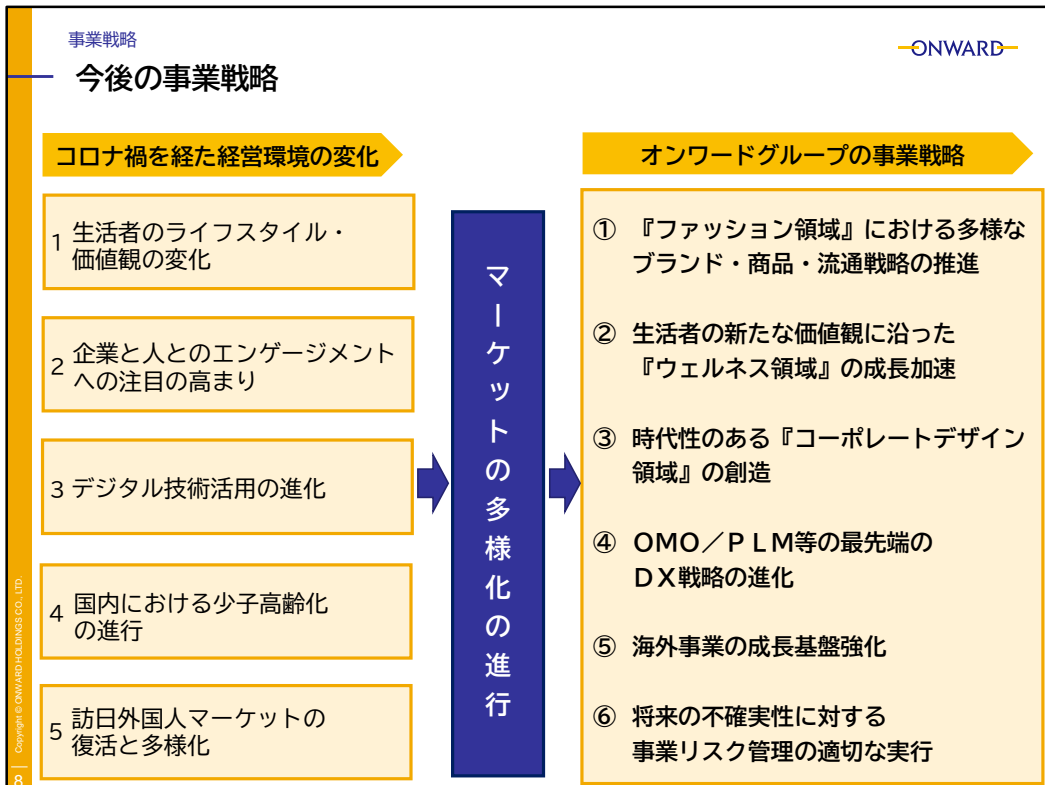 事業戦略
今後の事業戦略
ONWARD
コロナ禍を経た経営環境の変化
1 生活者のライフスタイル・
価値観の変化
2 企業と人とのエンゲージメント
への注目の高まり
3 デジタル技術活用の進化
4 国内における少子高齢化
の進行
5 訪日外国人マーケットの
復活と多様化
マーケットの多様化の進行
オンワードグループの事業戦略
① 『ファッション領域』における多様な
ブランド・商品・流通戦略の推進
② 生活者の新たな価値観に沿った
『ウェルネス領域』の成長加速
③ 時代性のある『コーポレートデザイン
領域』の創造
④ OMO/PLM等の最先端の
DX戦略の進化
⑤ 海外事業の成長基盤強化
⑥ 将来の不確実性に対する
事業リスク管理の適切な実行
8 | Copyright © ONWARD HOLDINGS CO., LTD.